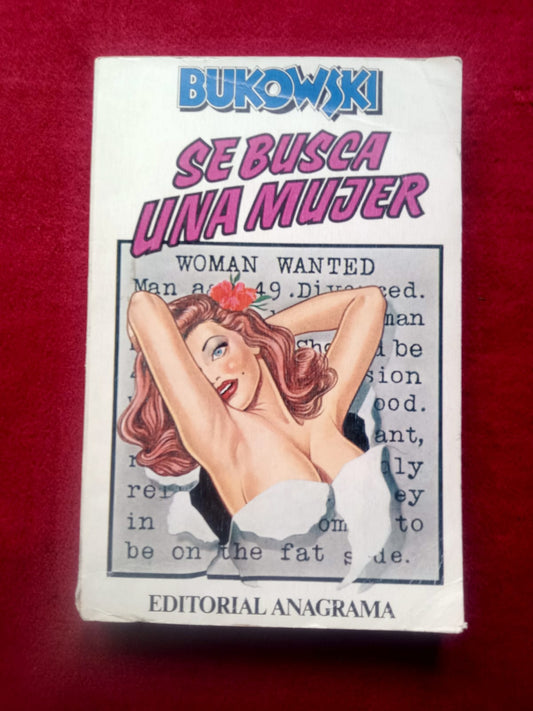 BUKOWSKI
SE BUSCA
UNA MUJER
WOMAN WANTED
Man 49. Divorced.
man
be
sion
ood.
ant,
ly
ey
in to
be on the fat side.
EDITORIAL ANAGRAMA